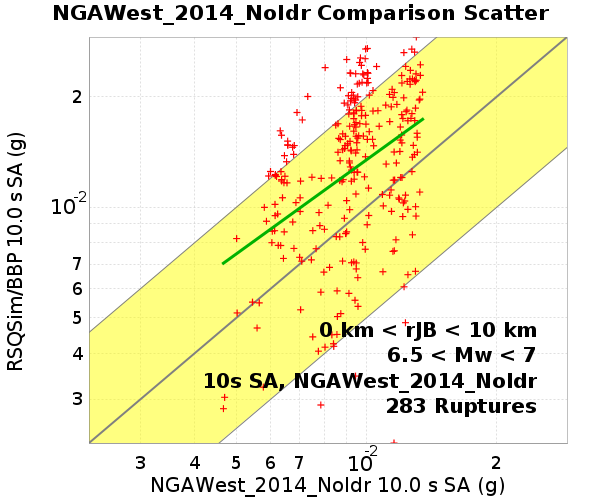 NGAWest_2014_NoIdr Comparison Scatter
RSQSim/BBP 10.0 s SA (g)
2
10-2
7
6
5
4
3
0 km < rJB < 10 km
6.5 < Mw < 7
10s SA, NGAWest_2014_NoIdr
283 Ruptures
3 4 5 6 7 10-2 2
NGAWest_2014_NoIdr 10.0 s SA (g)